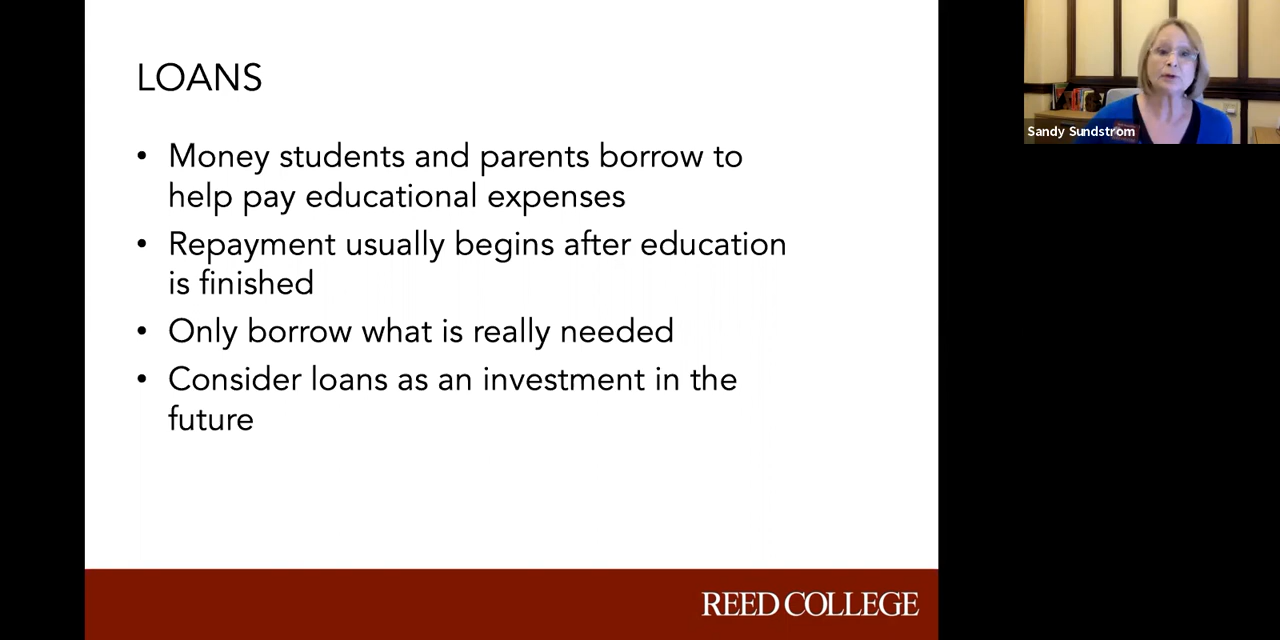 LOANS
• Money students and parents borrow to
help pay educational expenses
• Repayment usually begins after education
is finished
• Only borrow what is really needed
• Consider loans as an investment in the
future
REED COLLEGE
Sandy Sundstrom